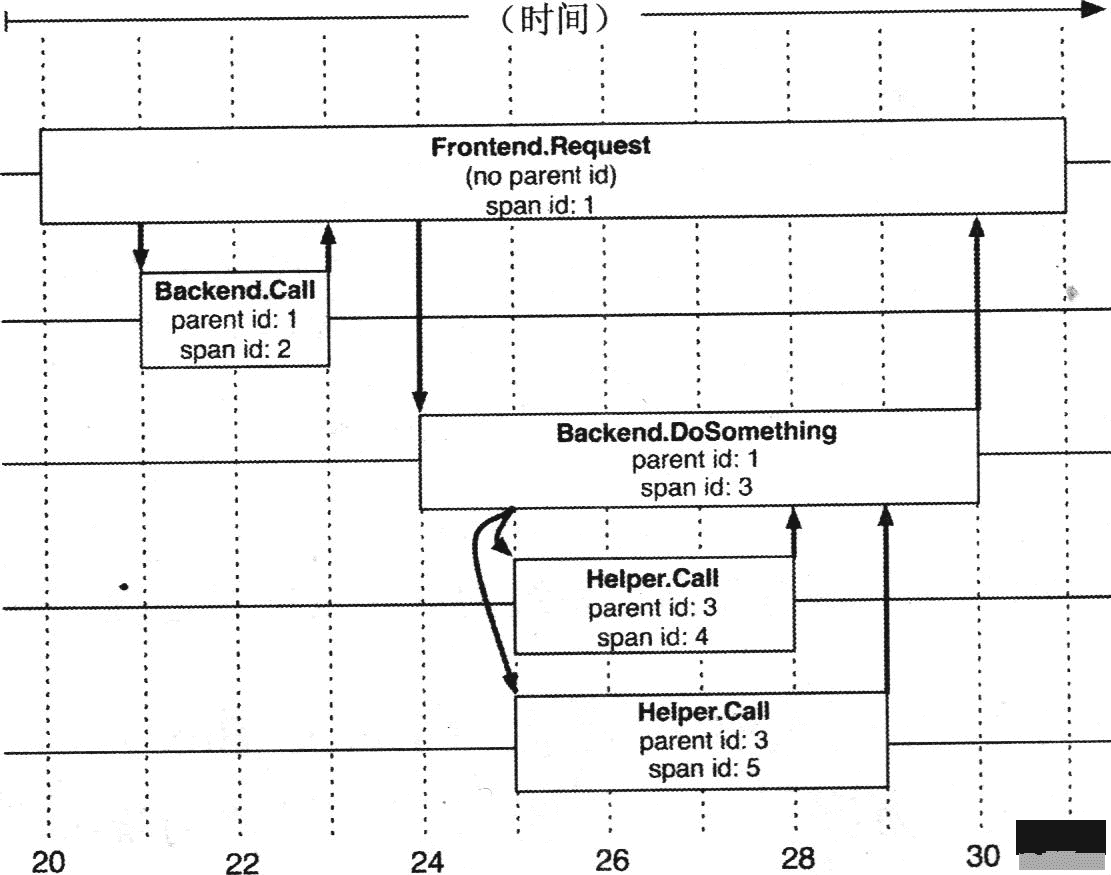 （时间）
Frontend.Request
(no parent id)
span id: 1
Backend.Call
parent id: 1
span id: 2
Backend.DoSomething
parent id: 1
span id: 3
Helper.Call
parent id: 3
span id: 4
Helper.Call
parent id: 3
span id: 5
20 22 24 26 28 30